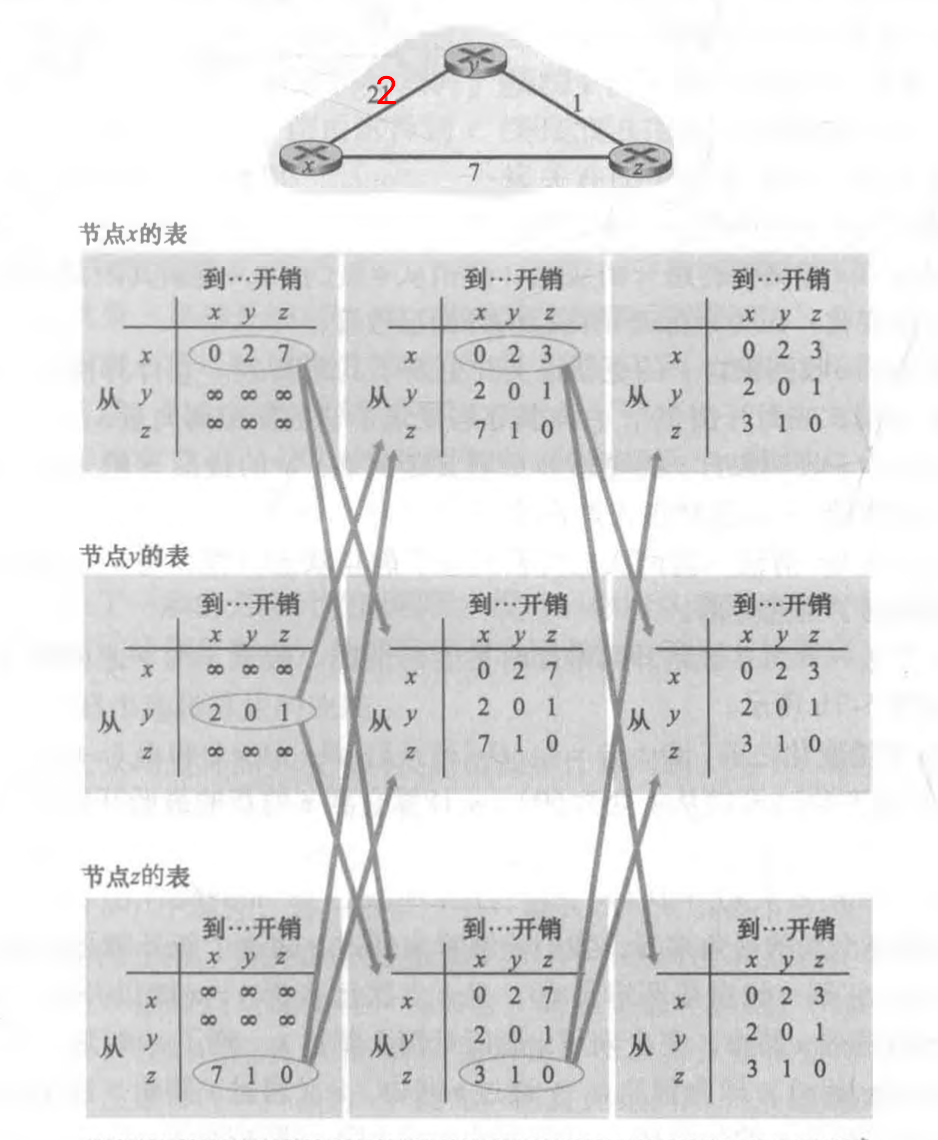 y
21 2 1
x 7 z
节点x的表
到…开销 到…开销 到…开销
x y z x y z x y z
x 0 2 7 x 0 2 3 x 0 2 3
从 y ∞ ∞ ∞ 从 y 2 0 1 从 y 2 0 1
z ∞ ∞ ∞ z 7 1 0 z 3 1 0
节点y的表
到…开销 到…开销 到…开销
x y z x y z x y z
x ∞ ∞ ∞ x 0 2 7 x 0 2 3
从 y 2 0 1 从 y 2 0 1 从 y 2 0 1
z ∞ ∞ ∞ z 7 1 0 z 3 1 0
节点z的表
到…开销 到…开销 到…开销
x y z x y z x y z
x ∞ ∞ ∞ x 0 2 7 x 0 2 3
从 y ∞ ∞ ∞ 从 y 2 0 1 从 y 2 0 1
z 7 1 0 z 3 1 0 z 3 1 0